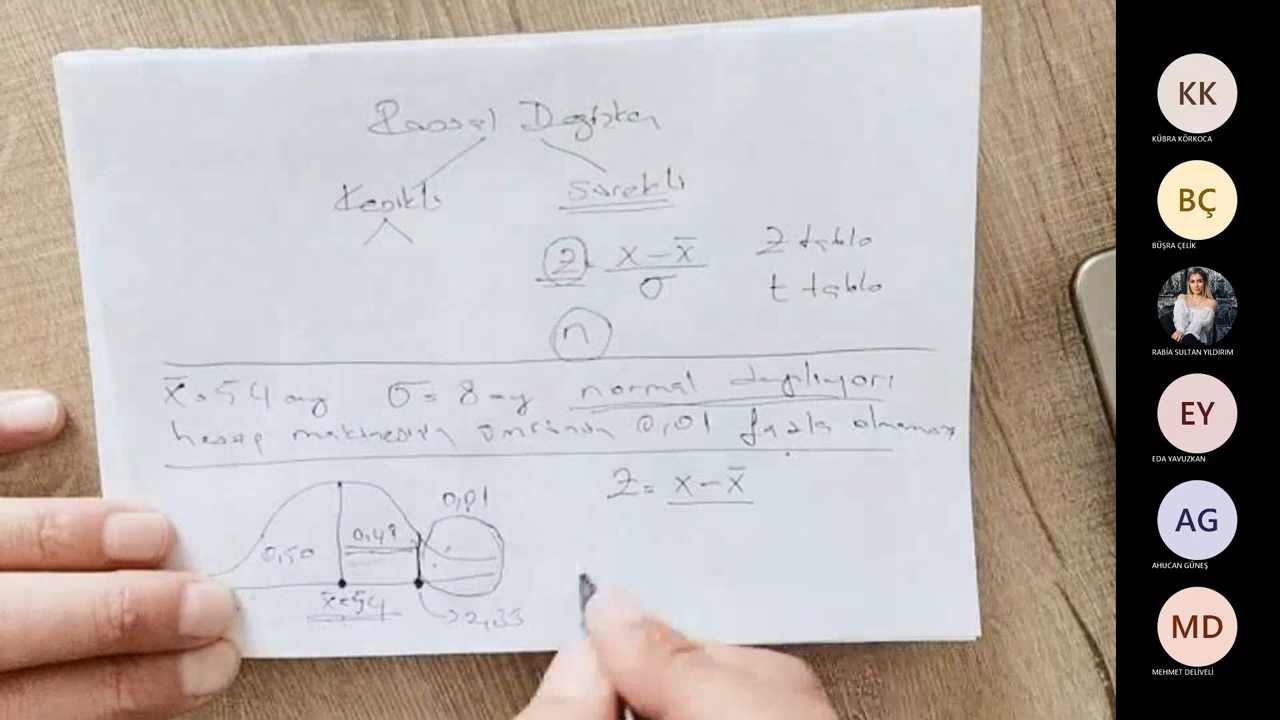 Rassal Değişken
Kesikli
Sürekli
Z = x - x̄ / σ
Z tablo
t tablo
n
x̄ = 54 ay σ = 8 ay normal dağılıyor
hesap makinesinin ömrünün 0,01 fazla olmaması
0,01
Z = x - x̄
0,50
0,49
x̄ = 54
2,33
KK
KÜBRA KÖRKOCA
BÇ
BÜŞRA ÇELİK
RABİA SULTAN YILDIRIM
EY
EDA YAVUZKAN
AG
AHUCAN GÜNEŞ
MD
MEHMET DELİVELİ